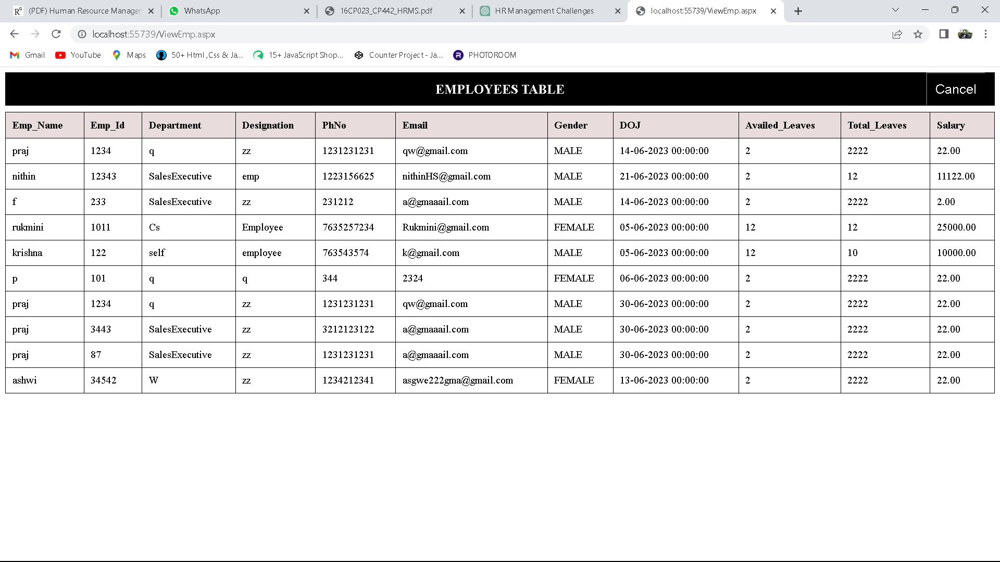 (PDF) Human Resource Managen
WhatsApp
16CP023_CP442_HRMS.pdf
HR Management Challenges
localhost:55739/ViewEmp.aspx
localhost:55739/ViewEmp.aspx
Gmail YouTube Maps 50+ Html ,Css & Ja... 15+ JavaScript Shop... Counter Project - Ja... PHOTOROOM
EMPLOYEES TABLE Cancel
Emp_Name Emp_Id Department Designation PhNo Email Gender DOJ Availed_Leaves Total_Leaves Salary
praj 1234 q zz 1231231231 qw@gmail.com MALE 14-06-2023 00:00:00 2 2222 22.00
nithin 12343 SalesExecutive emp 1223156625 nithinHS@gmail.com MALE 21-06-2023 00:00:00 2 12 11122.00
f 233 SalesExecutive zz 231212 a@gmaaail.com MALE 14-06-2023 00:00:00 2 2222 2.00
rukmini 1011 Cs Employee 7635257234 Rukmini@gmail.com FEMALE 05-06-2023 00:00:00 12 12 25000.00
krishna 122 self employee 763543574 k@gmail.com MALE 05-06-2023 00:00:00 12 10 10000.00
p 101 q q 344 2324 FEMALE 06-06-2023 00:00:00 2 2222 22.00
praj 1234 q zz 1231231231 qw@gmail.com MALE 30-06-2023 00:00:00 2 2222 22.00
praj 3443 SalesExecutive zz 3212123122 a@gmaaail.com MALE 30-06-2023 00:00:00 2 2222 22.00
praj 87 SalesExecutive zz 1231231231 a@gmaaail.com MALE 30-06-2023 00:00:00 2 2222 22.00
ashwi 34542 W zz 1234212341 asgwe222gma@gmail.com FEMALE 13-06-2023 00:00:00 2 2222 22.00